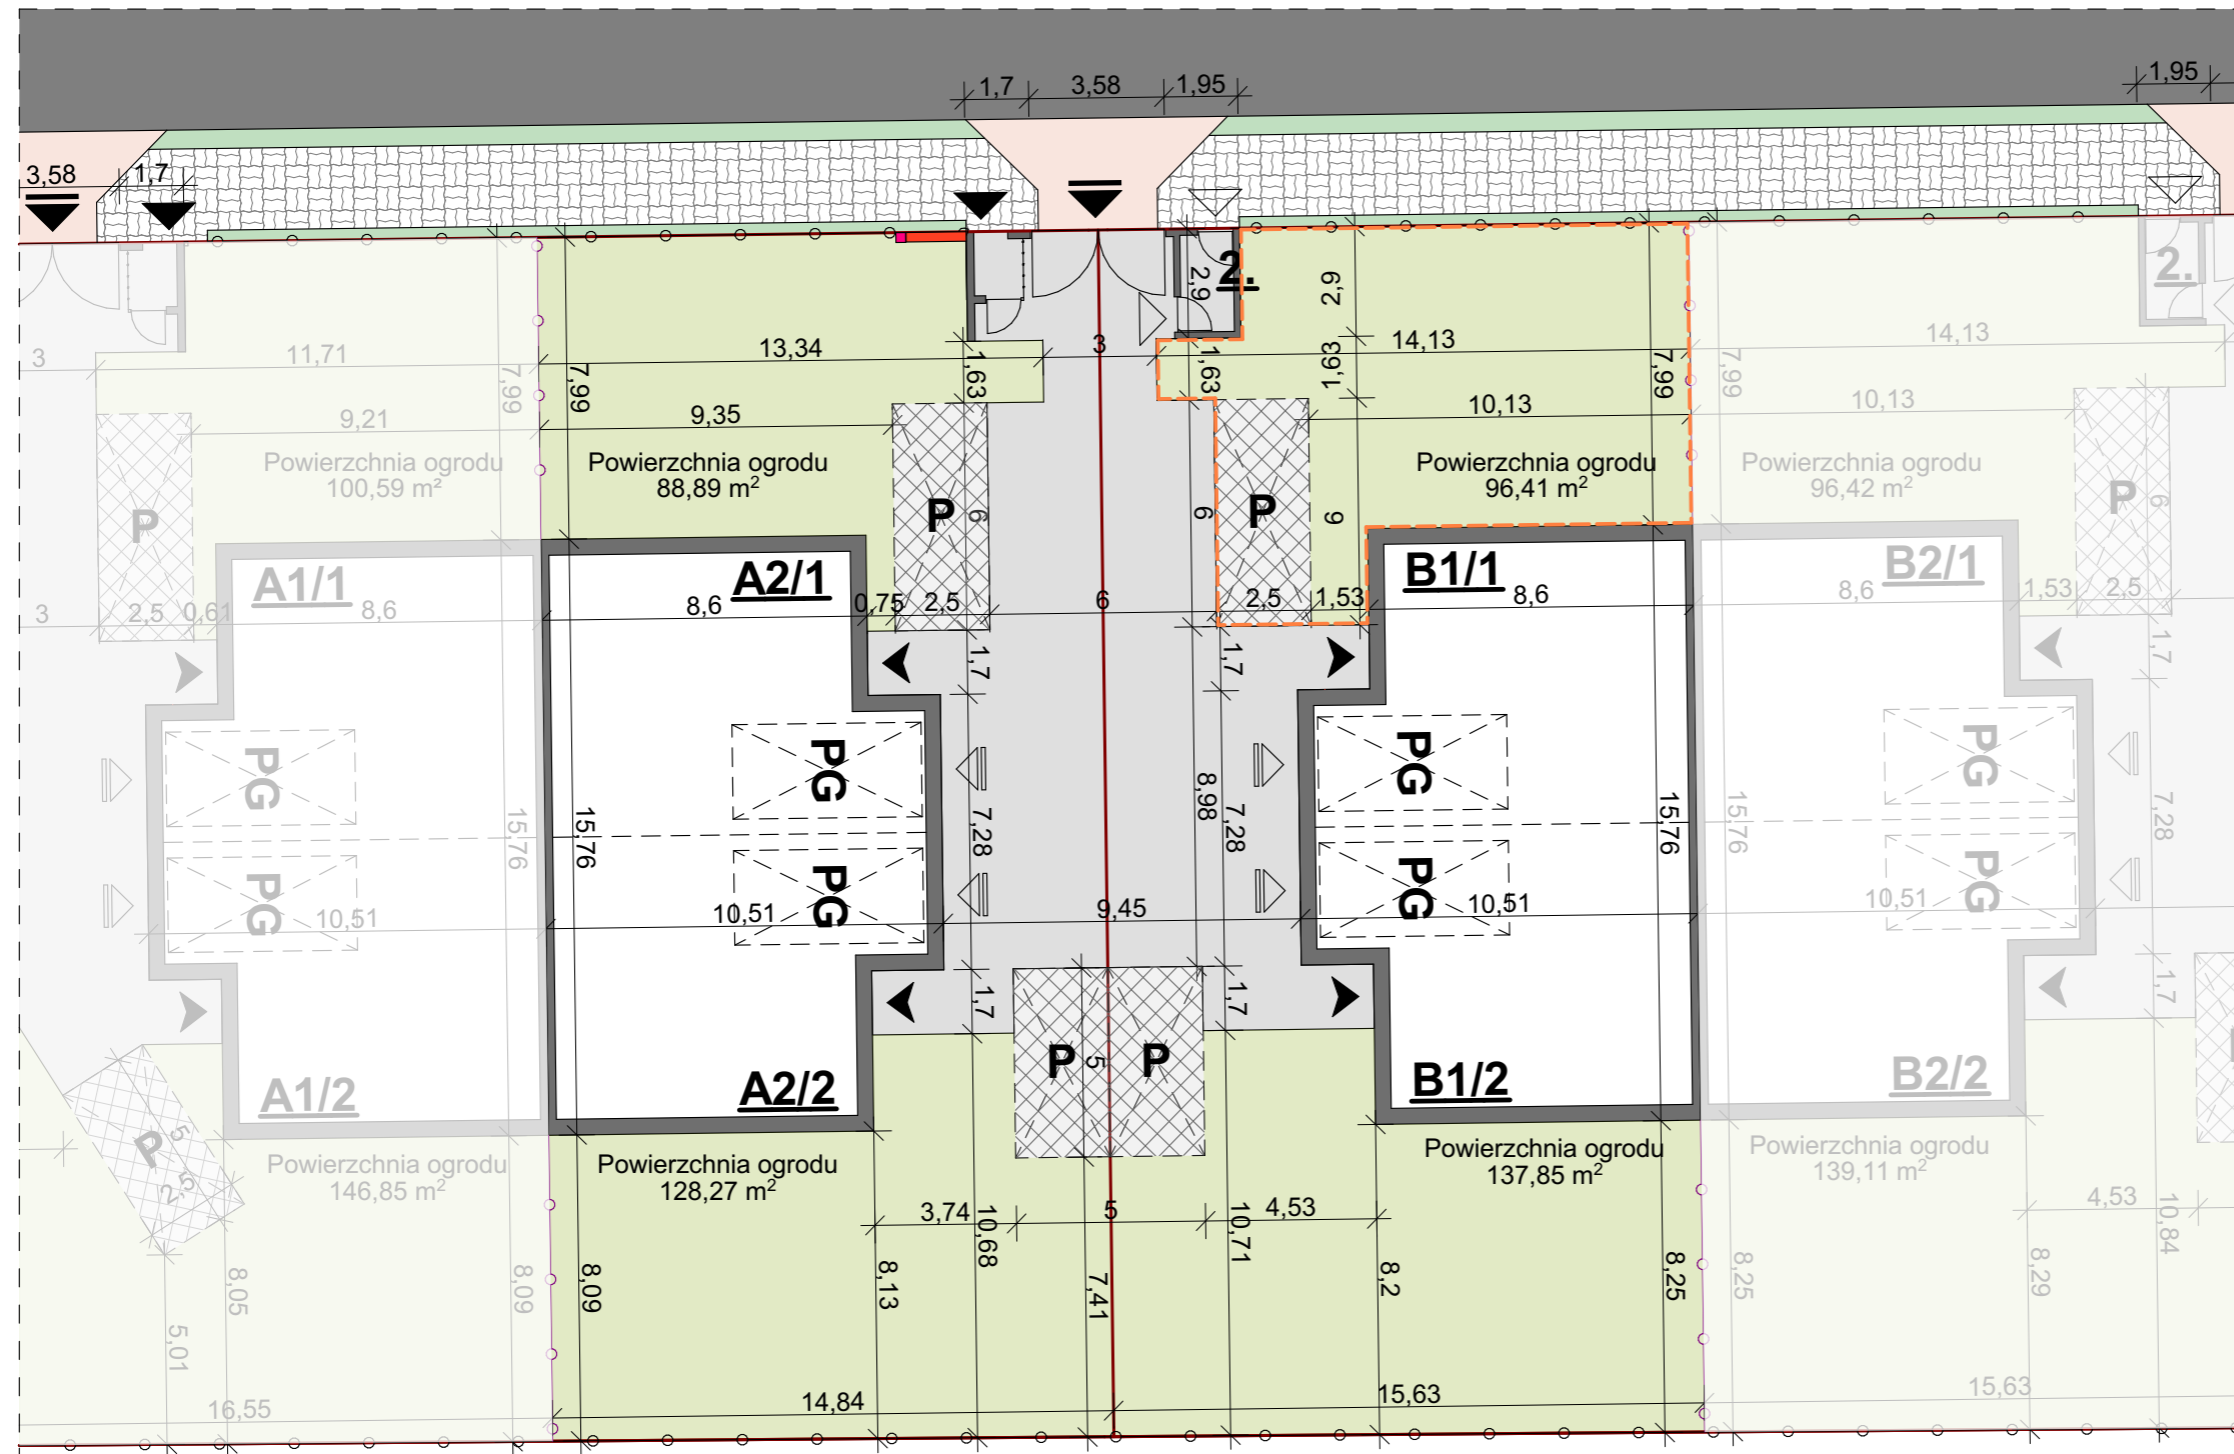 1,7 3,58 1,95 1,95
3,58 1,7
2,9 2. 2,9 2.
11,71 13,34 3 14,13 14,13
3 7,99 7,99 1,63 1,63 1,63 7,99 7,99
9,21 9,35 10,13 10,13
Powierzchnia ogrodu
100,59 m²
Powierzchnia ogrodu
88,89 m²
Powierzchnia ogrodu
96,41 m²
Powierzchnia ogrodu
96,42 m²
P P 6 6 P 6 P 6
A1/1 A2/1 B1/1 B2/1
3 2,5 0,61 8,6 8,6 0,75 2,5 6 2,5 1,53 8,6 8,6 1,53 2,5
1,7 1,7 1,7
PG PG PG PG
15,76 15,76 7,28 8,98 7,28 15,76 15,76 7,28
PG PG PG PG
10,51 10,51 9,45 10,51 10,51
1,7 1,7 1,7
P 5 P
A1/2 A2/2 B1/2 B2/2
P 5 2,5
Powierzchnia ogrodu
146,85 m²
Powierzchnia ogrodu
128,27 m²
Powierzchnia ogrodu
137,85 m²
Powierzchnia ogrodu
139,11 m²
3,74 10,68 5 10,71 4,53 4,53 10,84
8,05 8,09 8,09 8,13 7,41 8,2 8,25 8,25 8,29
5,01
16,55 14,84 15,63 15,63